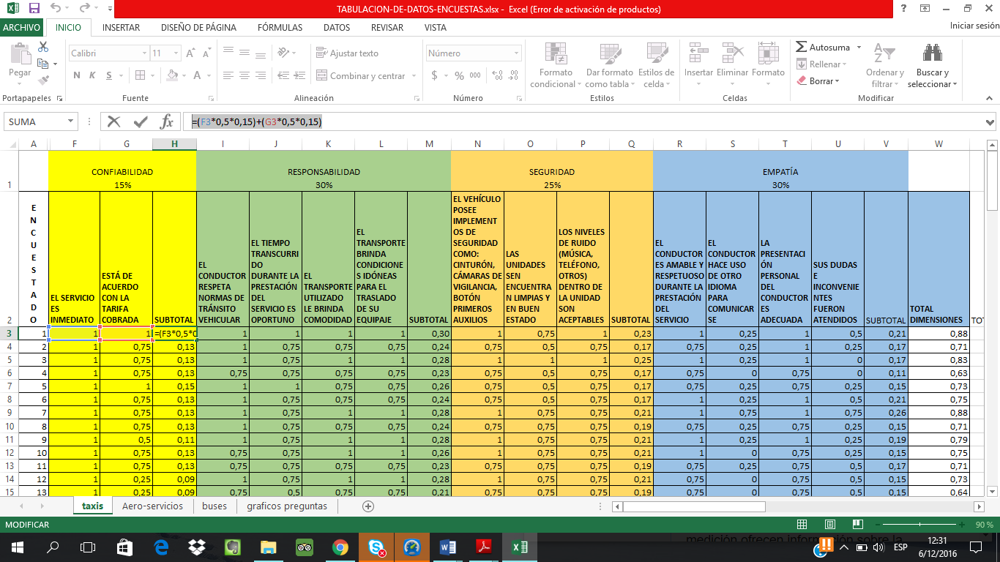 TABULACION-DE-DATOS-ENCUESTAS.xlsx - Excel (Error de activación de productos)
ARCHIVO INICIO INSERTAR DISEÑO DE PÁGINA FÓRMULAS DATOS REVISAR VISTA Iniciar sesión
Pegar
Calibri 11
N K S
Ajustar texto
Combinar y centrar
Número
$ % 000
Formato condicional
Dar formato como tabla
Estilos de celda
Insertar Eliminar Formato
Autosuma
Rellenar
Borrar
Ordenar y filtrar
Buscar y seleccionar
Portapapeles Fuente Alineación Número Estilos Celdas Modificar
SUMA fx =(F3*0,5*0,15)+(G3*0,5*0,15)
A F G H I J K L M N O P Q R S T U V W
1
CONFIABILIDAD
15%
RESPONSABILIDAD
30%
SEGURIDAD
25%
EMPATÍA
30%
2
E
N
C
U
E
S
T
A
D
O
EL SERVICIO
ES
INMEDIATO
ESTÁ DE
ACUERDO
CON LA
TARIFA
COBRADA
SUBTOTAL
EL
CONDUCTOR
RESPETA
NORMAS DE
TRÁNSITO
VEHICULAR
EL TIEMPO
TRANSCURRI
DO
DURANTE LA
PRESTACIÓN
DEL
SERVICIO ES
OPORTUNO
EL
TRANSPORTE
UTILIZADO
LE BRINDA
COMODIDAD
EL
TRANSPORTE
BRINDA
CONDICIONE
S IDÓNEAS
PARA EL
TRASLADO
DE SU
EQUIPAJE
SUBTOTAL
EL VEHÍCULO
POSEE
IMPLEMENT
OS DE
SEGURIDAD
COMO:
CINTURÓN,
CÁMARAS DE
VIGILANCIA,
BOTÓN
PRIMEROS
AUXILIOS
LAS
UNIDADES
SEN
ENCUENTRA
N LIMPIAS Y
EN BUEN
ESTADO
LOS NIVELES
DE RUIDO
(MÚSICA,
TELÉFONO,
OTROS)
DENTRO DE
LA UNIDAD
SON
ACEPTABLES
SUBTOTAL
EL
CONDUCTOR
ES AMABLE Y
RESPETUOSO
DURANTE LA
PRESTACIÓN
DEL
SERVICIO
EL
CONDUCTOR
HACE USO
DE OTRO
IDIOMA
PARA
COMUNICAR
SE
LA
PRESENTACI
ÓN
PERSONAL
DEL
CONDUCTOR
ES
ADECUADA
SUS DUDAS
E
INCONVENIE
NTES
FUERON
ATENDIDOS
SUBTOTAL
TOTAL
DIMENSIONES
TO
3 1 1 1 =(F3*0,5*0 1 1 1 1 0,30 1 0,75 1 0,23 1 0,25 1 0,5 0,21 0,88
4 2 1 0,75 0,13 1 0,75 0,75 0,75 0,24 0,75 0,5 0,75 0,17 0,75 0,25 1 0,25 0,17 0,71
5 3 1 0,75 0,13 1 0,75 1 1 0,28 1 1 1 0,25 1 0,25 1 0 0,17 0,83
6 4 1 0,75 0,13 0,75 0,75 0,75 0,75 0,23 0,75 0,5 0,75 0,17 0,75 0 0,75 0 0,11 0,63
7 5 1 1 0,15 1 1 0,75 0,75 0,26 0,75 0,5 0,75 0,17 0,75 0,25 0,75 0,25 0,15 0,73
8 6 1 0,75 0,13 1 0,75 0,75 0,75 0,24 0,75 0,5 0,75 0,17 1 0,25 1 0,5 0,21 0,75
9 7 1 0,75 0,13 1 0,75 1 1 0,28 1 0,75 0,75 0,21 1 0,75 1 0,75 0,26 0,88
10 8 1 0,75 0,13 1 0,75 0,75 0,75 0,24 0,75 0,75 0,75 0,19 0,75 0,25 0,75 0,25 0,15 0,71
11 9 1 0,5 0,11 1 0,75 1 1 0,28 1 0,75 0,75 0,21 1 0,25 1 0,25 0,19 0,79
12 10 1 0,75 0,13 0,75 0,75 1 1 0,26 1 0,75 0,75 0,21 1 0 0,75 0,25 0,15 0,75
13 11 1 0,75 0,13 0,75 0,75 0,75 0,75 0,23 0,75 0,75 0,75 0,19 0,75 0,25 0,75 0,5 0,17 0,71
14 12 1 0,25 0,09 1 0,75 1 1 0,28 1 0,75 0,75 0,21 0,75 0 0,75 0,5 0,15 0,73
15 13 1 0,25 0,09 0,75 0,5 0,75 0,75 0,21 0,75 0,75 0,75 0,21 0,75 0 0,75 0,5 0,15 0,64
taxis Aero-servicios buses graficos preguntas
MODIFICAR 90 %
medición ofrecen información sobre la
ESP
12:31
6/12/2016